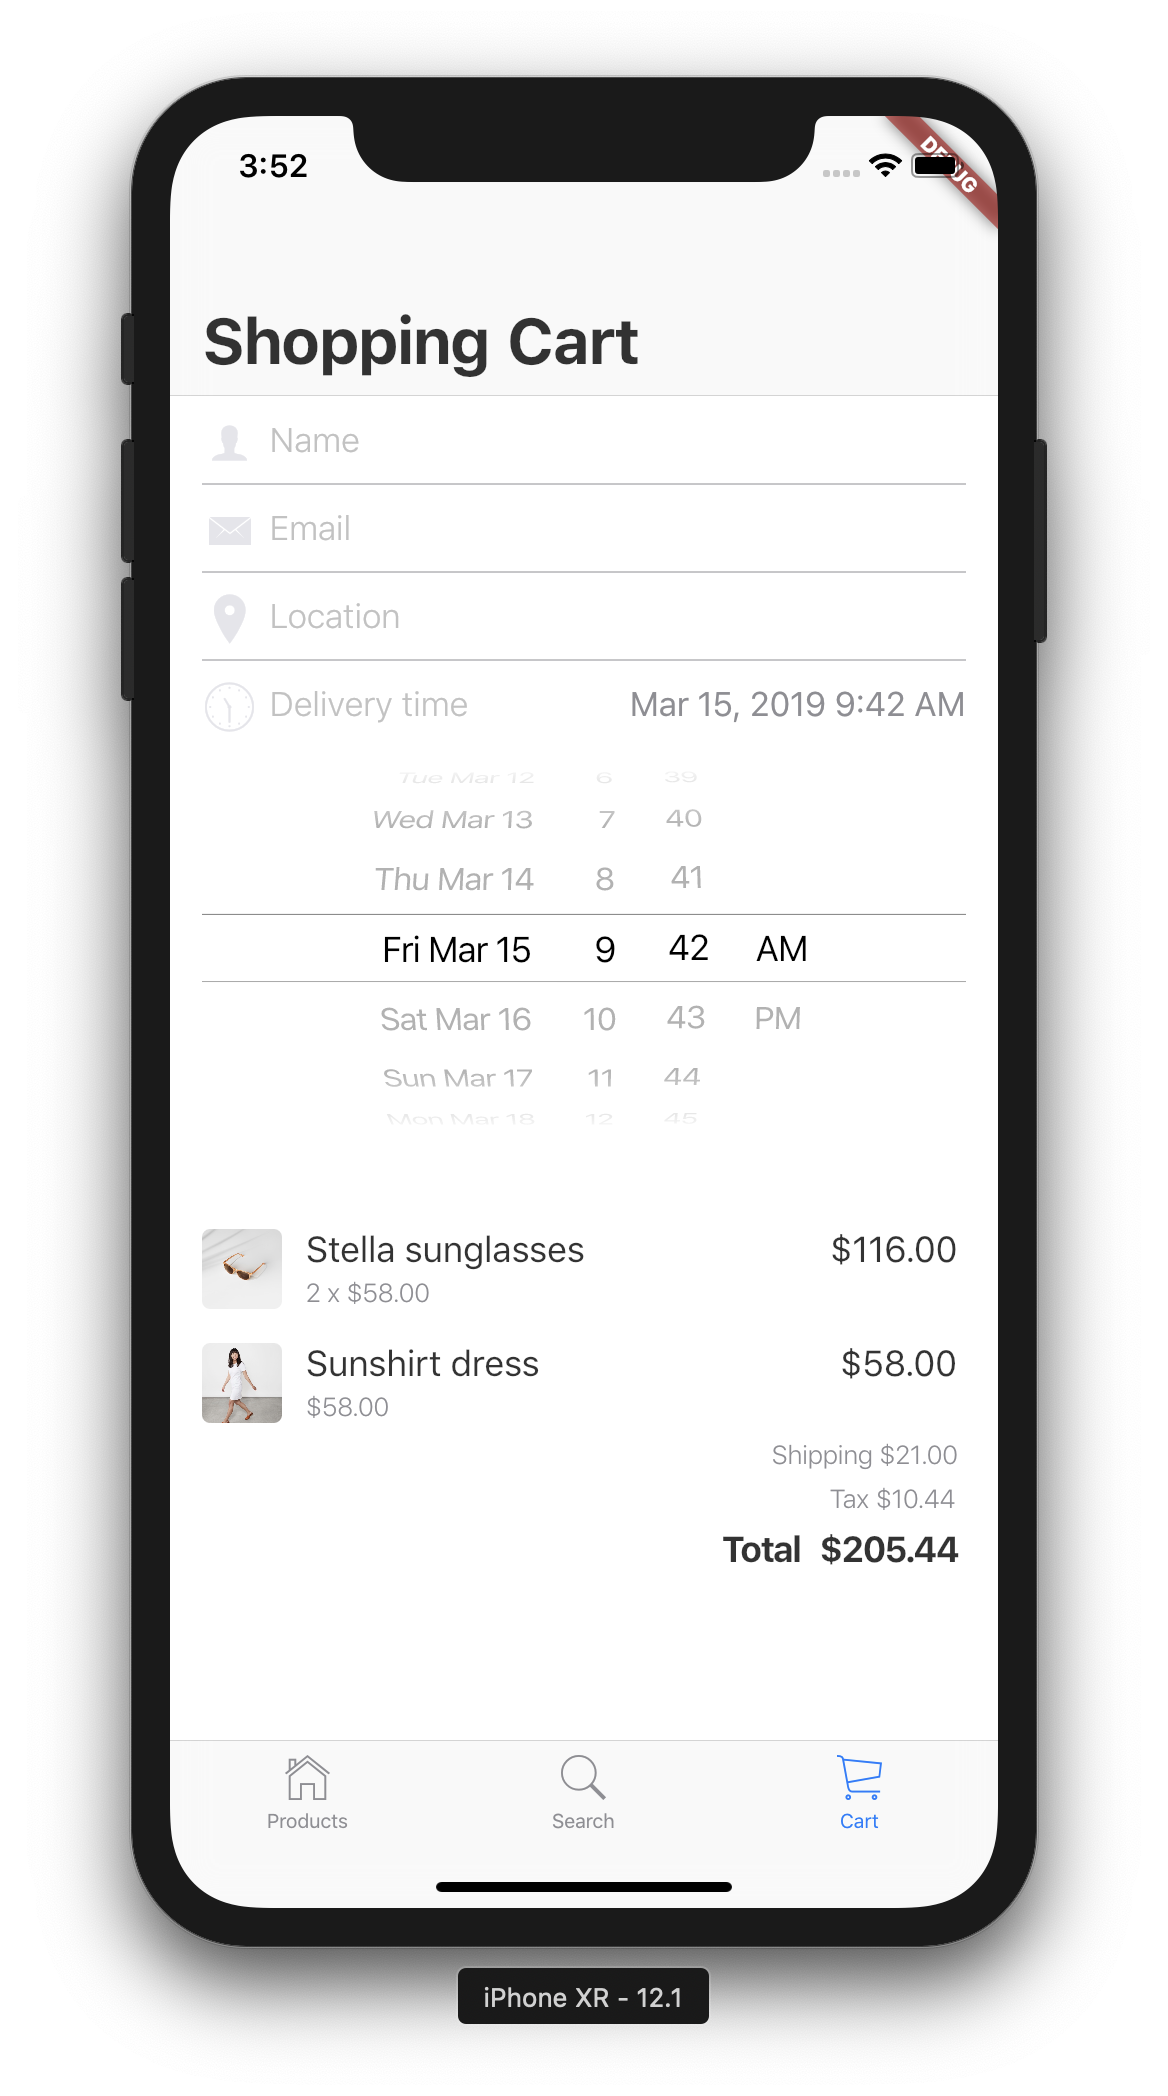 3:52
DEBUG
Shopping Cart
Name
Email
Location
Delivery time Mar 15, 2019 9:42 AM
Tue Mar 12 6 39
Wed Mar 13 7 40
Thu Mar 14 8 41
Fri Mar 15 9 42 AM
Sat Mar 16 10 43 PM
Sun Mar 17 11 44
Mon Mar 18 12 45
Stella sunglasses $116.00
2 x $58.00
Sunshirt dress $58.00
$58.00
Shipping $21.00
Tax $10.44
Total $205.44
Products Search Cart
iPhone XR - 12.1